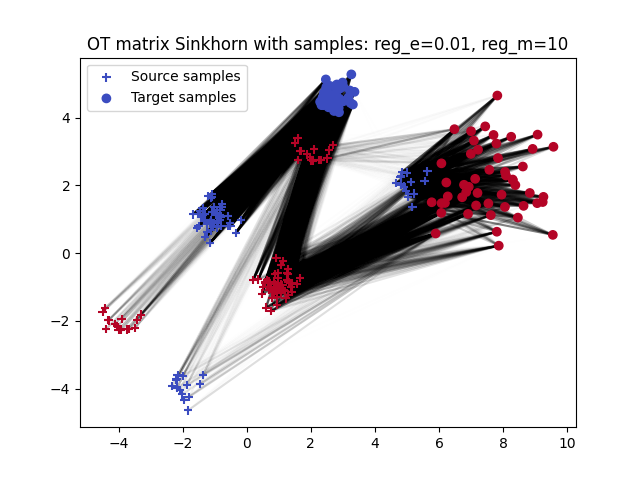 OT matrix Sinkhorn with samples: reg_e=0.01, reg_m=10
Source samples
Target samples
4
2
0
−2
−4
−4 −2 0 2 4 6 8 10